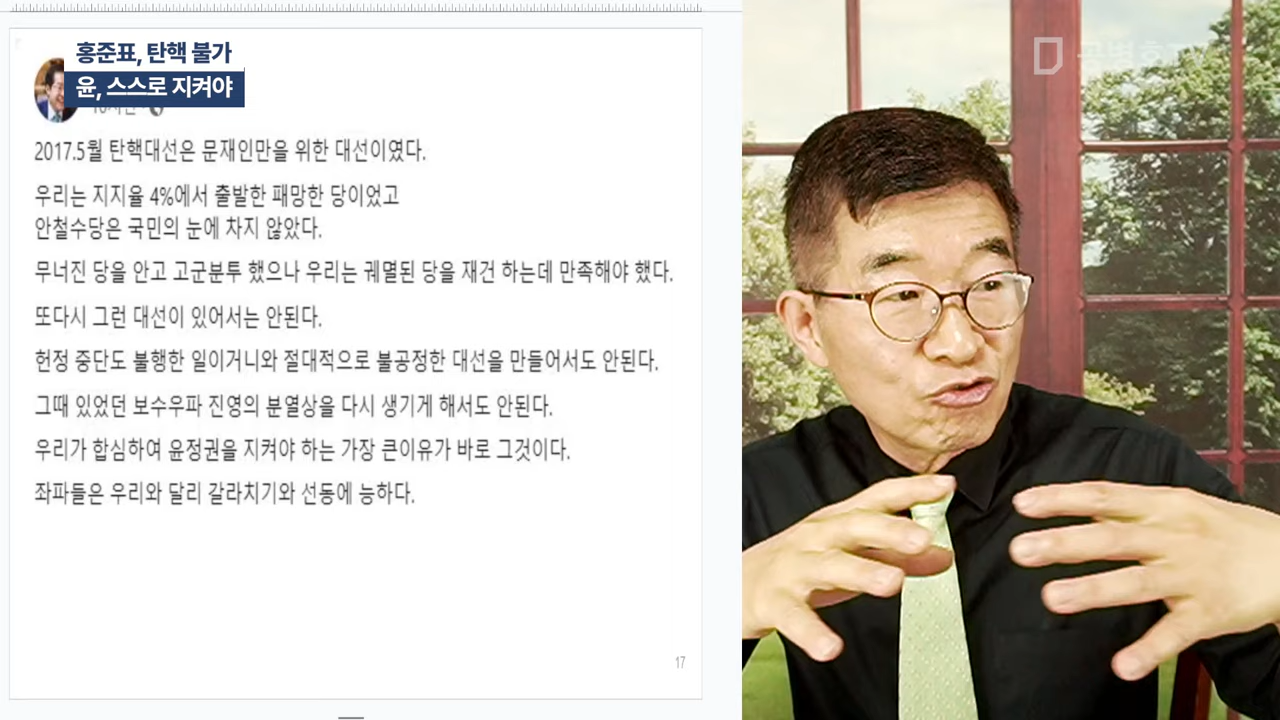 홍준표, 탄핵 불가
윤, 스스로 지켜야
2017.5월 탄핵대선은 문재인만을 위한 대선이였다.
우리는 지지율 4%에서 출발한 패망한 당이었고
안철수당은 국민의 눈에 차지 않았다.
무너진 당을 안고 고군분투 했으나 우리는 궤멸된 당을 재건 하는데 만족해야 했다.
또다시 그런 대선이 있어서는 안된다.
헌정 중단도 불행한 일이거니와 절대적으로 불공정한 대선을 만들어서도 안된다.
그때 있었던 보수우파 진영의 분열상을 다시 생기게 해서도 안된다.
우리가 합심하여 윤정권을 지켜야 하는 가장 큰이유가 바로 그것이다.
좌파들은 우리와 달리 갈라치기와 선동에 능하다.
17